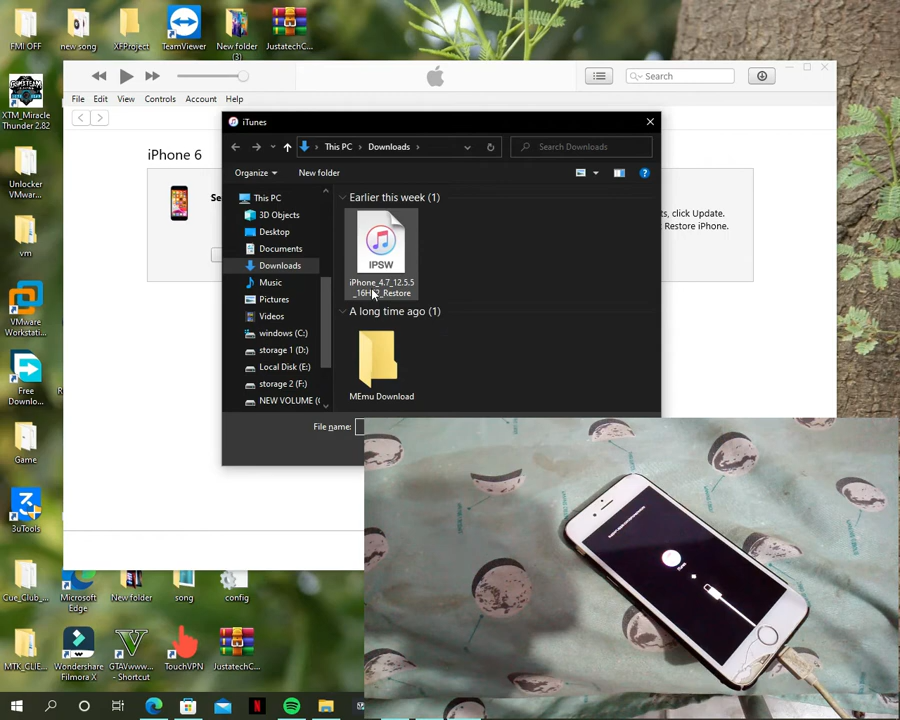 FMI OFF
new song
XFProject
TeamViewer
New folder
(3)
JustatechC...
Search
File
Edit
View
Controls
Account
Help
XTM_Miracle
Thunder 2.82
iPhone 6
Se
ts, click Update.
Restore iPhone.
iTunes
This PC
Downloads
Search Downloads
Organize
New folder
This PC
3D Objects
Desktop
Documents
Downloads
Music
Pictures
Videos
windows (C:)
storage 1 (D:)
Local Disk (E:)
storage 2 (F:)
NEW VOLUME (
Earlier this week (1)
IPSW
iPhone_4.7_12.5.5
_Restore
A long time ago (1)
MEmu Download
File name:
Unlocker
VMwar...
vm
VMware
Workstati...
Free
Downlo...
Game
3uTools
Cue_Club_...
Microsoft
Edge
New folder
song
config
MTK_CLIE...
Wondershare
Filmora X
GTAVwww...
- Shortcut
TouchVPN
JustatechC...